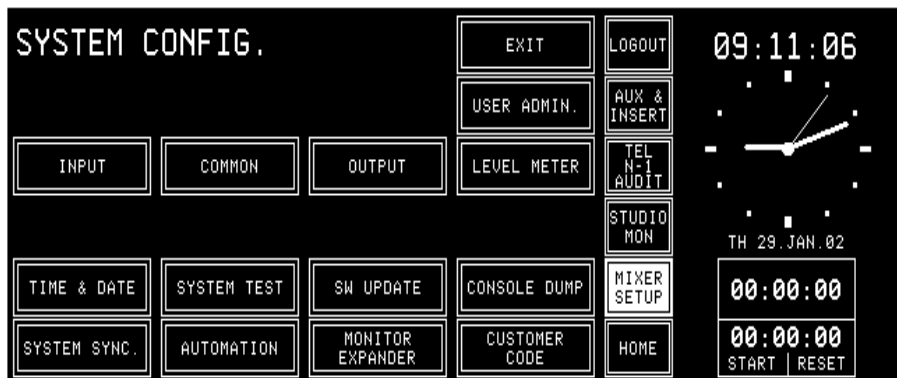 SYSTEM CONFIG.
EXIT
LOGOUT
09:11:06
USER ADMIN.
AUX &
INSERT
INPUT
COMMON
OUTPUT
LEVEL METER
TEL
N-1
AUDIT
STUDIO
MON
TH 29.JAN.02
TIME & DATE
SYSTEM TEST
SW UPDATE
CONSOLE DUMP
MIXER
SETUP
00:00:00
SYSTEM SYNC.
AUTOMATION
MONITOR
EXPANDER
CUSTOMER
CODE
HOME
00:00:00
START
RESET